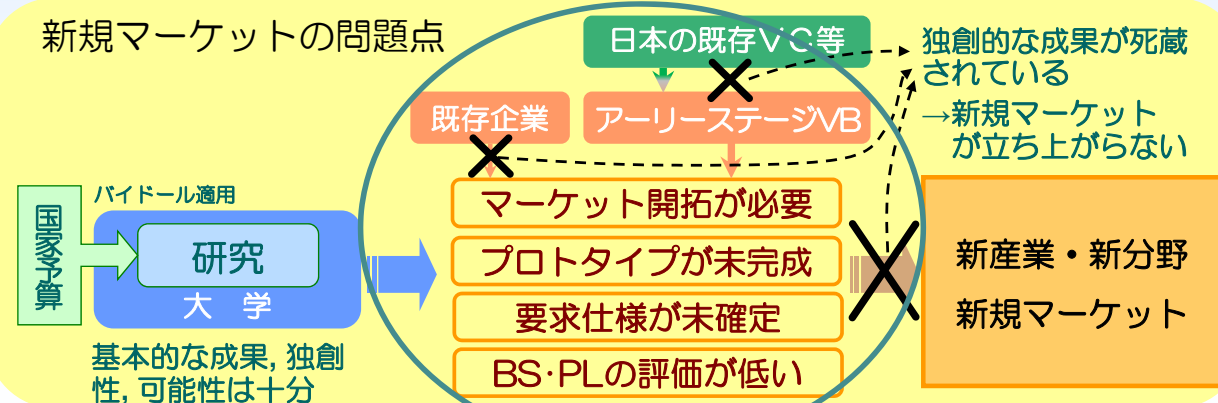 新規マーケットの問題点
日本の既存VC等
独創的な成果が死蔵
されている
→新規マーケット
が立ち上がらない
既存企業
アーリーステージVB
バイドール適用
国家予算
研究
大 学
基本的な成果, 独創
性, 可能性は十分
マーケット開拓が必要
プロトタイプが未完成
要求仕様が未確定
BS・PLの評価が低い
新産業・新分野
新規マーケット